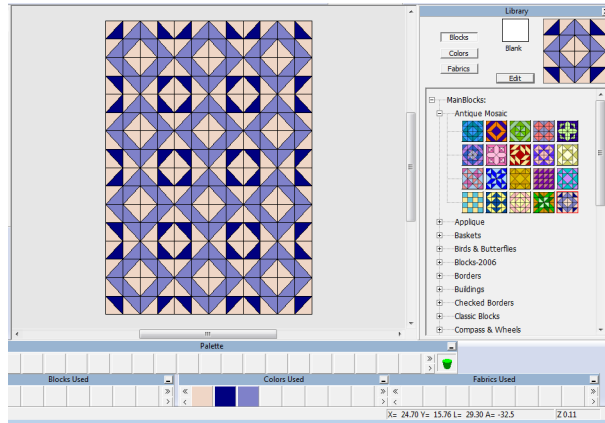 Library
Blocks
Colors
Fabrics
Blank
Edit
MainBlocks:
Antique Mosaic
Applique
Baskets
Birds & Butterflies
Blocks-2006
Borders
Buildings
Checked Borders
Classic Blocks
Compass & Wheels
Palette
Blocks Used
Colors Used
Fabrics Used
X= 24.70 Y= 15.76 L= 29.30 A= -32.5
Z 0.11